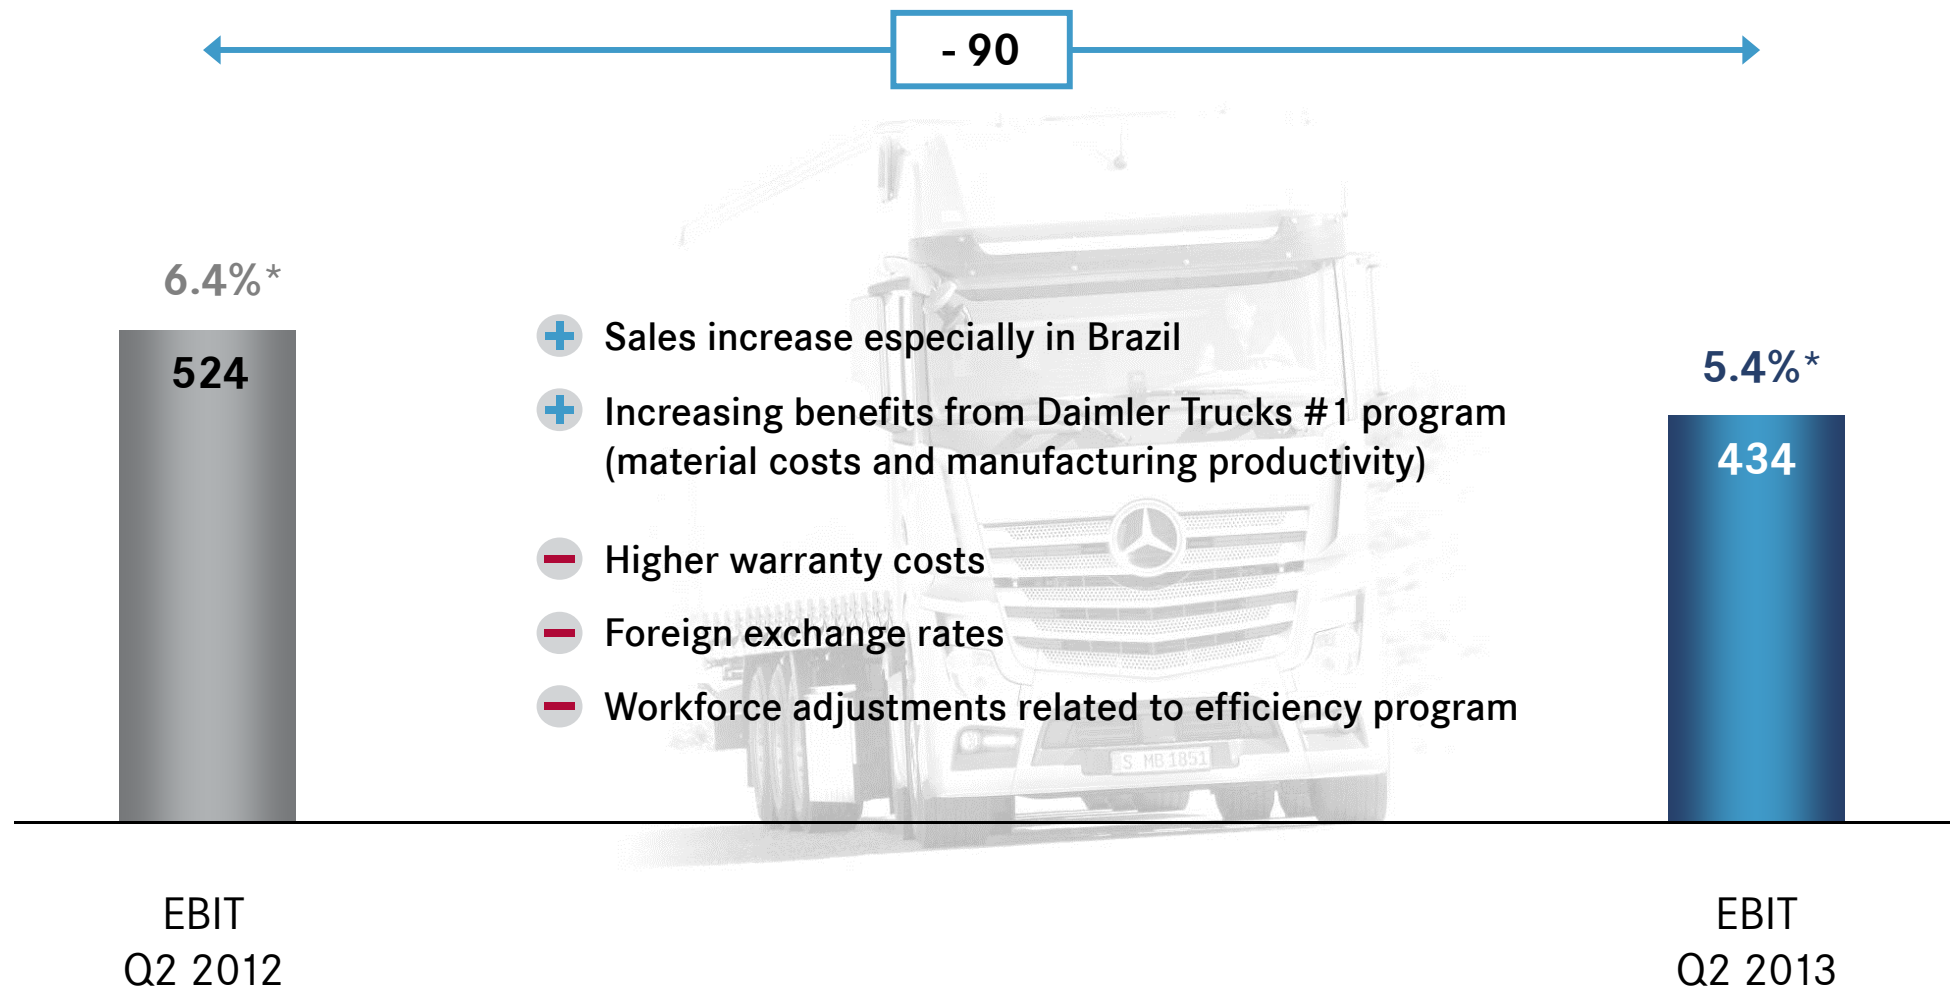 - 90
6.4%*
524
Sales increase especially in Brazil
Increasing benefits from Daimler Trucks #1 program
(material costs and manufacturing productivity)
Higher warranty costs
Foreign exchange rates
Workforce adjustments related to efficiency program
5.4%*
434
S MB 1851
EBIT
Q2 2012
EBIT
Q2 2013